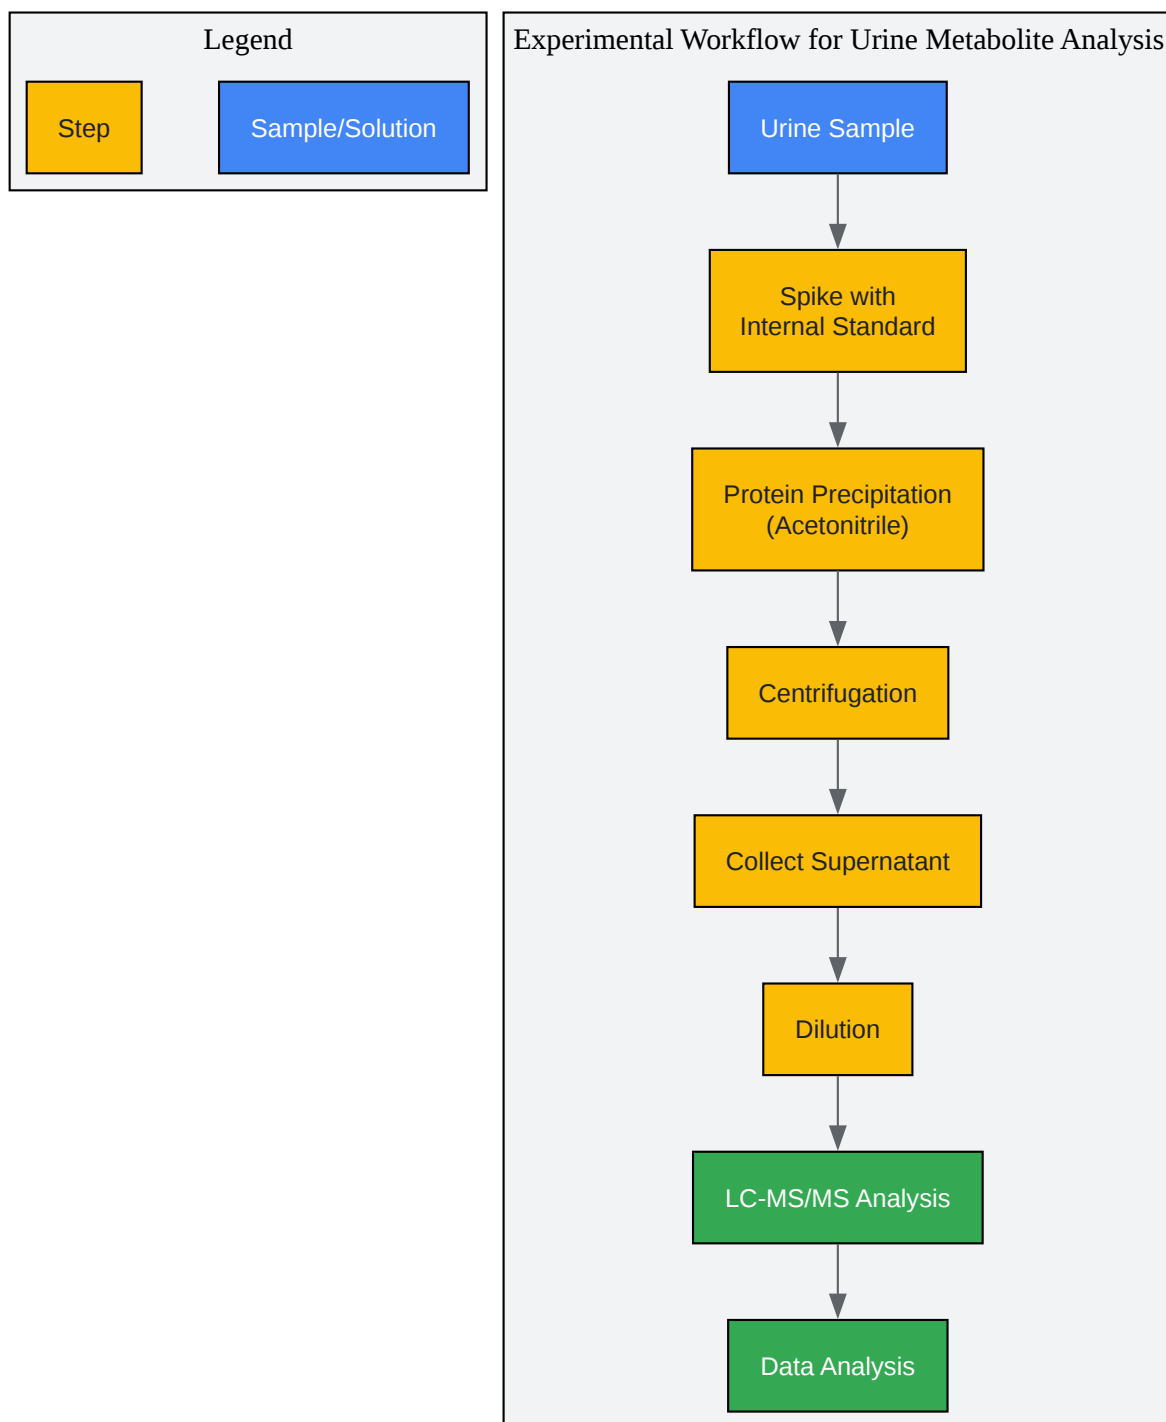 Legend
Step
Sample/Solution
Experimental Workflow for Urine Metabolite Analysis
Urine Sample
Spike with
Internal Standard
Protein Precipitation
(Acetonitrile)
Centrifugation
Collect Supernatant
Dilution
LC-MS/MS Analysis
Data Analysis